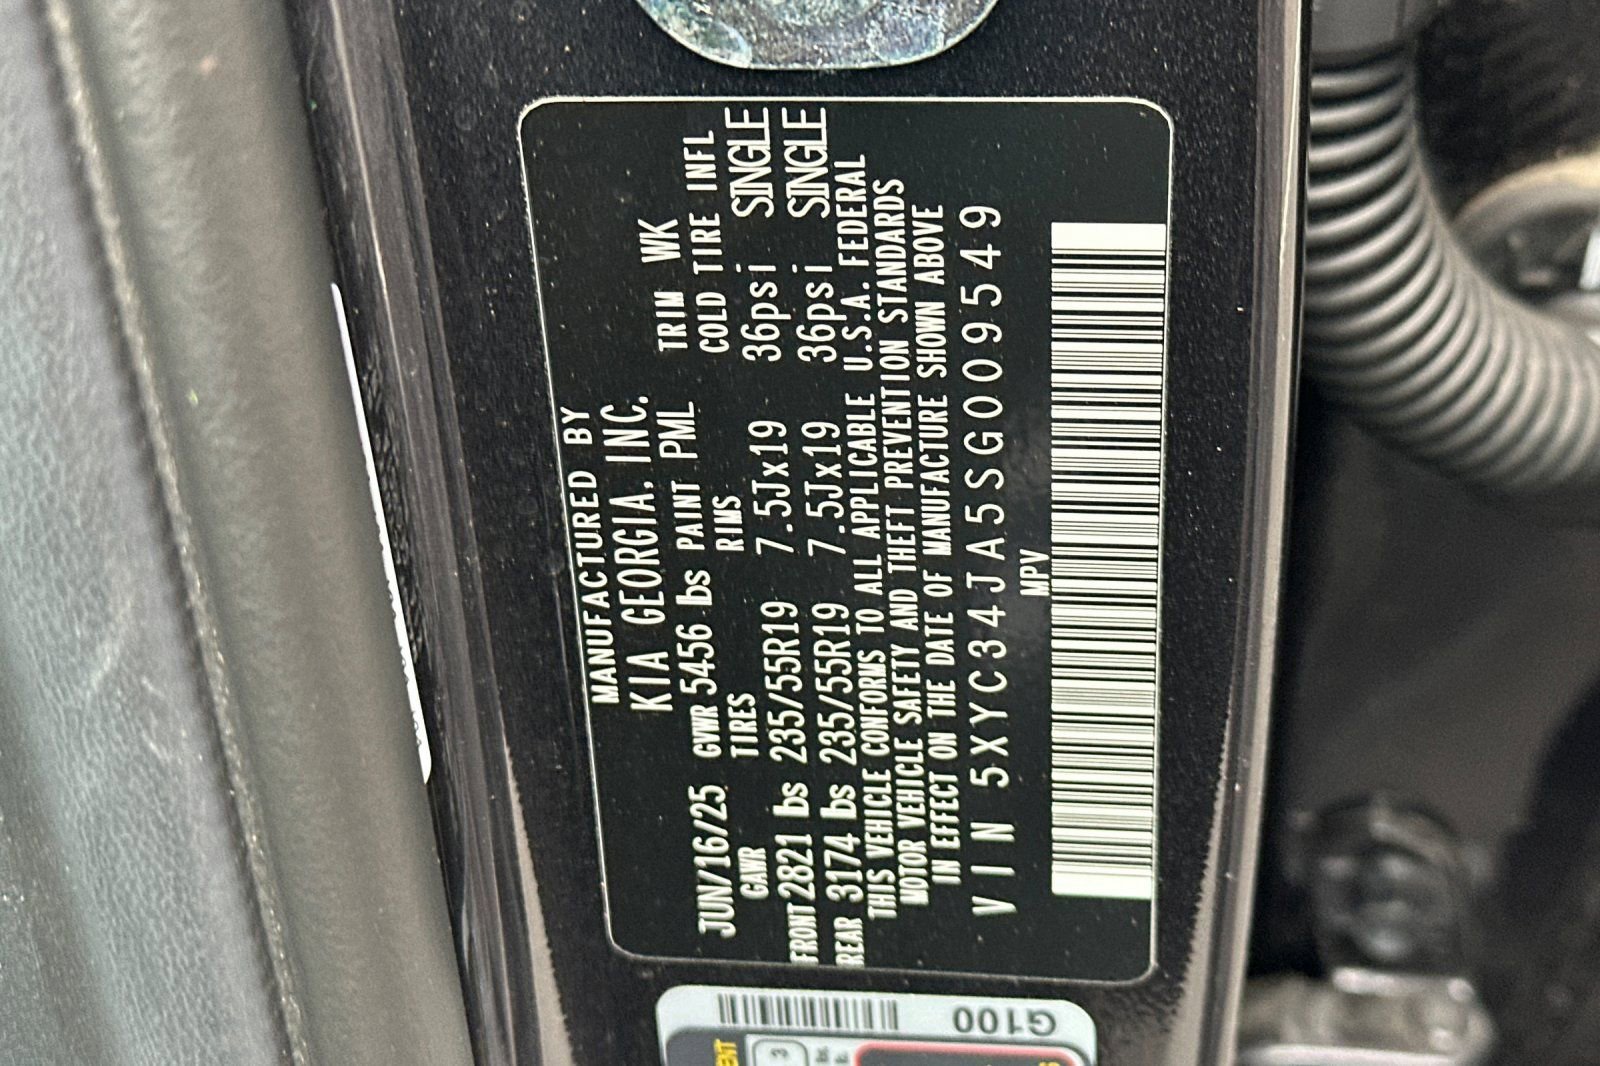 MANUFACTURED BY
KIA GEORGIA, INC.
JUN/16/25 GVWR 5456 lbs PAINT PML TRIM WK
GAWR TIRES RIMS COLD TIRE INFL
FRONT 2821 lbs 235/55R19 7.5Jx19 36psi SINGLE
REAR 3174 lbs 235/55R19 7.5Jx19 36psi SINGLE
THIS VEHICLE CONFORMS TO ALL APPLICABLE U.S.A. FEDERAL
MOTOR VEHICLE SAFETY AND THEFT PREVENTION STANDARDS
IN EFFECT ON THE DATE OF MANUFACTURE SHOWN ABOVE
VIN 5XYC34JA5SG009549
MPV
G100
3